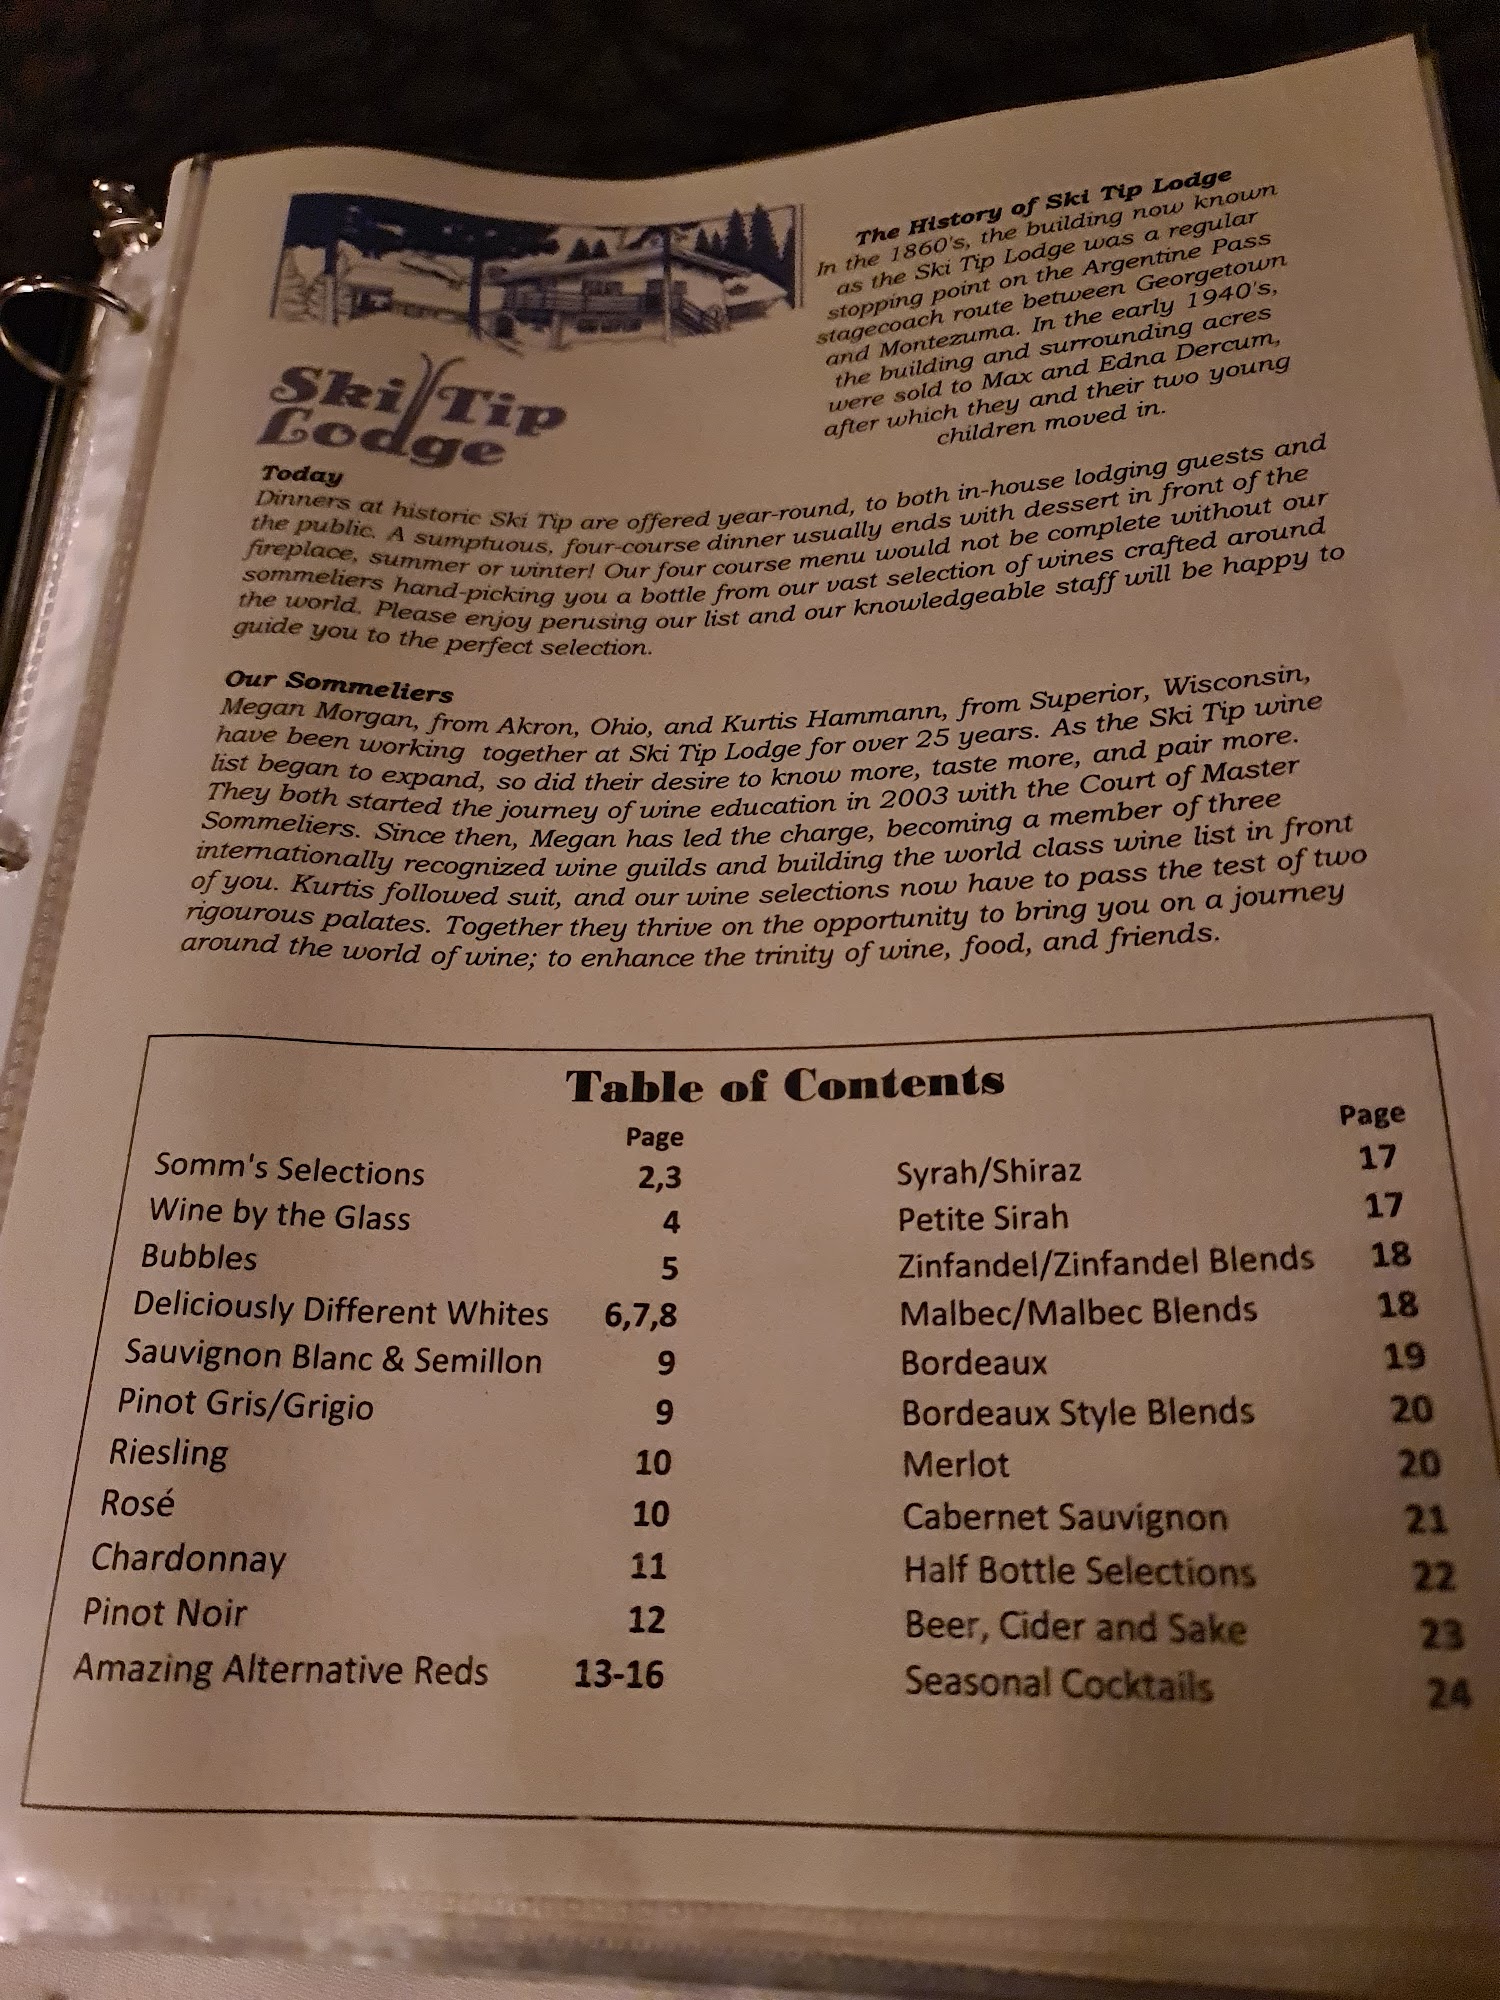 Ski Tip
Lodge
The History of Ski Tip Lodge
In the 1860's, the building now known
as the Ski Tip Lodge was a regular
stopping point on the Argentine Pass
stagecoach route between Georgetown
and Montezuma. In the early 1940's,
the building and surrounding acres
were sold to Max and Edna Dercum,
after which they and their two young
children moved in.
Today
Dinners at historic Ski Tip are offered year-round, to both in-house lodging guests and
the public. A sumptuous, four-course dinner usually ends with dessert in front of the
fireplace, summer or winter! Our four course menu would not be complete without our
sommeliers hand-picking you a bottle from our vast selection of wines crafted around
the world. Please enjoy perusing our list and our knowledgeable staff will be happy to
guide you to the perfect selection.
Our Sommeliers
Megan Morgan, from Akron, Ohio, and Kurtis Hammann, from Superior, Wisconsin,
have been working together at Ski Tip Lodge for over 25 years. As the Ski Tip wine
list began to expand, so did their desire to know more, taste more, and pair more.
They both started the journey of wine education in 2003 with the Court of Master
Sommeliers. Since then, Megan has led the charge, becoming a member of three
internationally recognized wine guilds and building the world class wine list in front
of you. Kurtis followed suit, and our wine selections now have to pass the test of two
rigourous palates. Together they thrive on the opportunity to bring you on a journey
around the world of wine; to enhance the trinity of wine, food, and friends.
Table of Contents
Page
Somm's Selections 2,3
Wine by the Glass 4
Bubbles 5
Deliciously Different Whites 6,7,8
Sauvignon Blanc & Semillon 9
Pinot Gris/Grigio 9
Riesling 10
Rosé 10
Chardonnay 11
Pinot Noir 12
Amazing Alternative Reds 13-16
Page
Syrah/Shiraz 17
Petite Sirah 17
Zinfandel/Zinfandel Blends 18
Malbec/Malbec Blends 18
Bordeaux 19
Bordeaux Style Blends 20
Merlot 20
Cabernet Sauvignon 21
Half Bottle Selections 22
Beer, Cider and Sake 23
Seasonal Cocktails 24